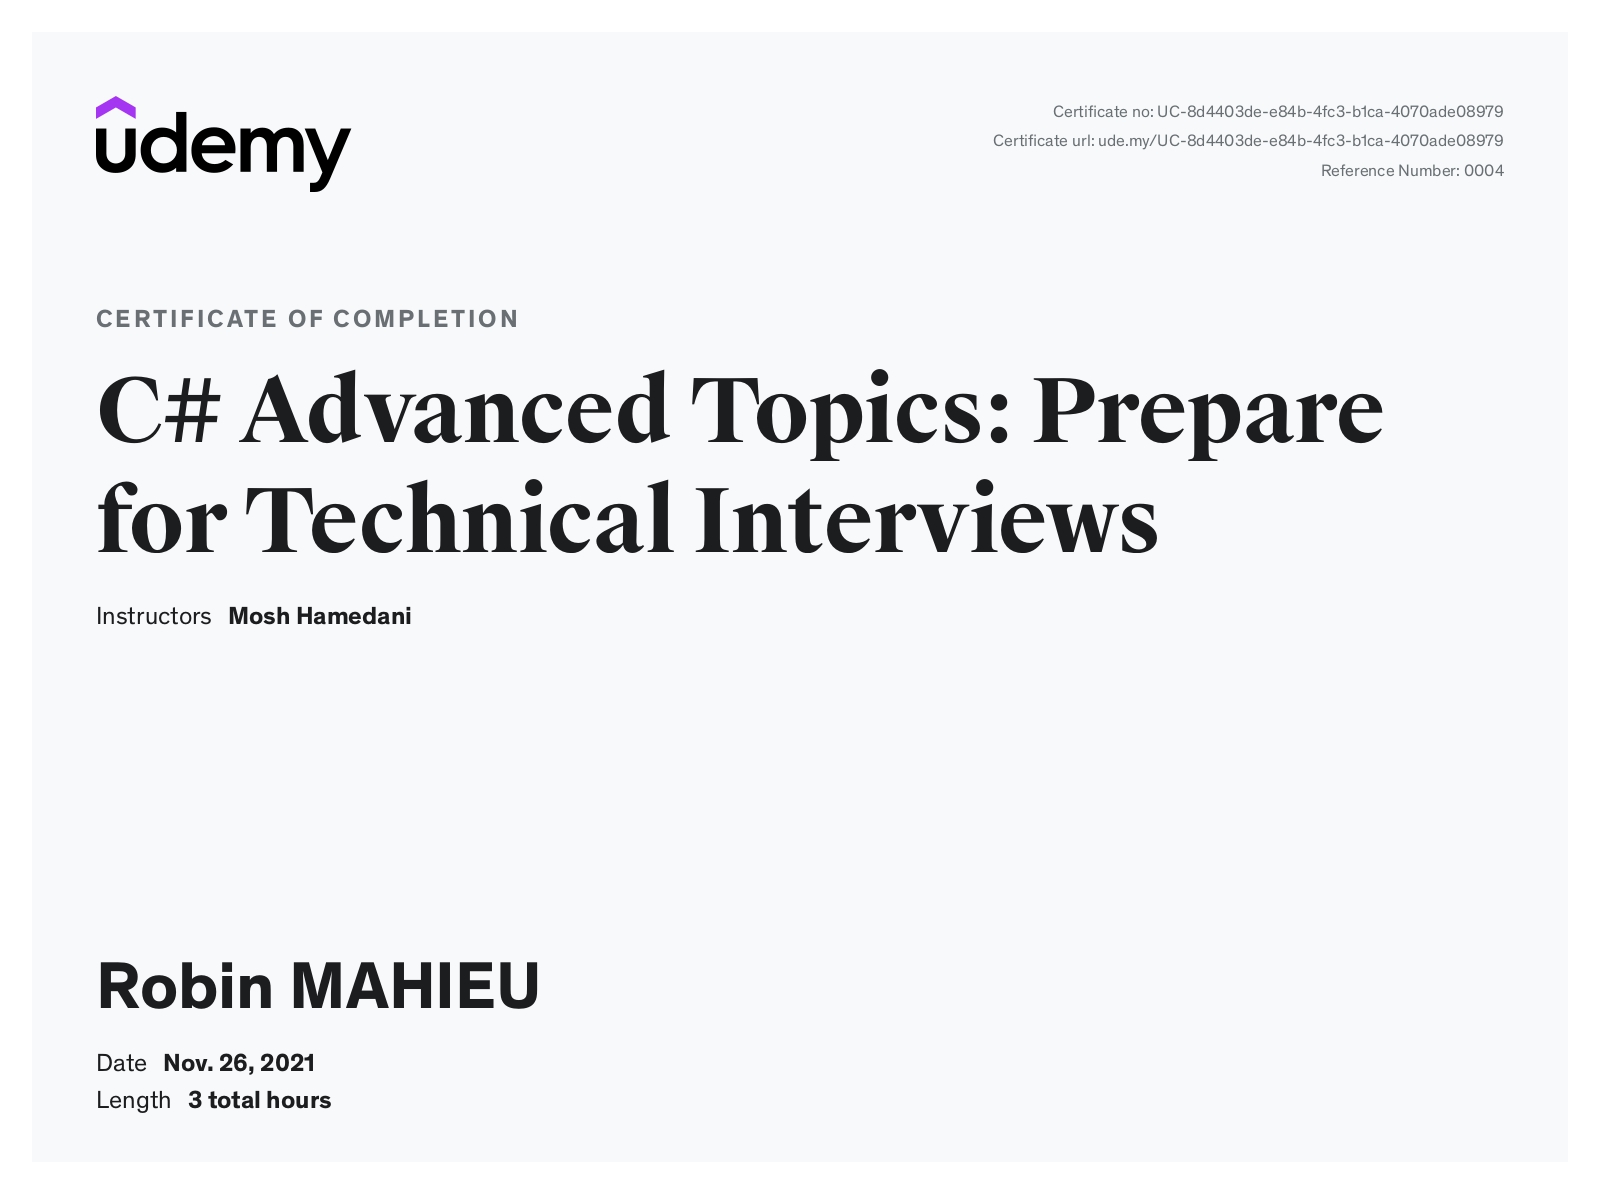 udemy
Certificate no: UC-8d4403de-e84b-4fc3-b1ca-4070ade08979
Certificate url: ude.my/UC-8d4403de-e84b-4fc3-b1ca-4070ade08979
Reference Number: 0004
CERTIFICATE OF COMPLETION
C# Advanced Topics: Prepare
for Technical Interviews
Instructors Mosh Hamedani
Robin MAHIEU
Date Nov. 26, 2021
Length 3 total hours